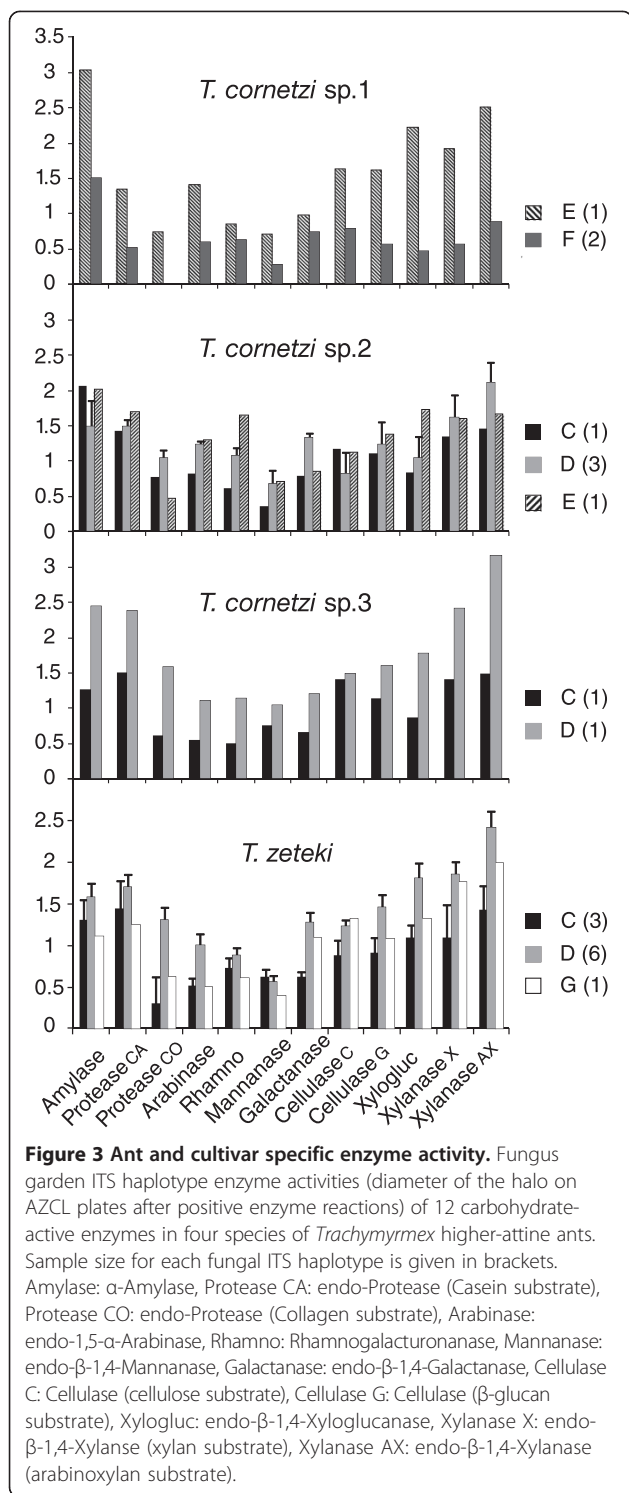 3.5
3
2.5
2
1.5
1
0.5
0
T. cornetzi sp.1
E (1)
F (2)
3
2.5
2
1.5
1
0.5
0
T. cornetzi sp.2
C (1)
D (3)
E (1)
3
2.5
2
1.5
1
0.5
0
T. cornetzi sp.3
C (1)
D (1)
2.5
2
1.5
1
0.5
0
T. zeteki
C (3)
D (6)
G (1)
Amylase
Protease CA
Protease CO
Arabinase
Rhamno
Mannanase
Galactanase
Cellulase C
Cellulase G
Xylogluc
Xylanase X
Xylanase AX
Figure 3 Ant and cultivar specific enzyme activity. Fungus
garden ITS haplotype enzyme activities (diameter of the halo on
AZCL plates after positive enzyme reactions) of 12 carbohydrate-
active enzymes in four species of Trachymyrmex higher-attine ants.
Sample size for each fungal ITS haplotype is given in brackets.
Amylase: α-Amylase, Protease CA: endo-Protease (Casein substrate),
Protease CO: endo-Protease (Collagen substrate), Arabinase:
endo-1,5-α-Arabinase, Rhamno: Rhamnogalacturonanase, Mannanase:
endo-β-1,4-Mannanase, Galactanase: endo-β-1,4-Galactanase, Cellulase
C: Cellulase (cellulose substrate), Cellulase G: Cellulase (β-glucan
substrate), Xylogluc: endo-β-1,4-Xyloglucanase, Xylanase X: endo-
β-1,4-Xylanse (xylan substrate), Xylanase AX: endo-β-1,4-Xylanase
(arabinoxylan substrate).